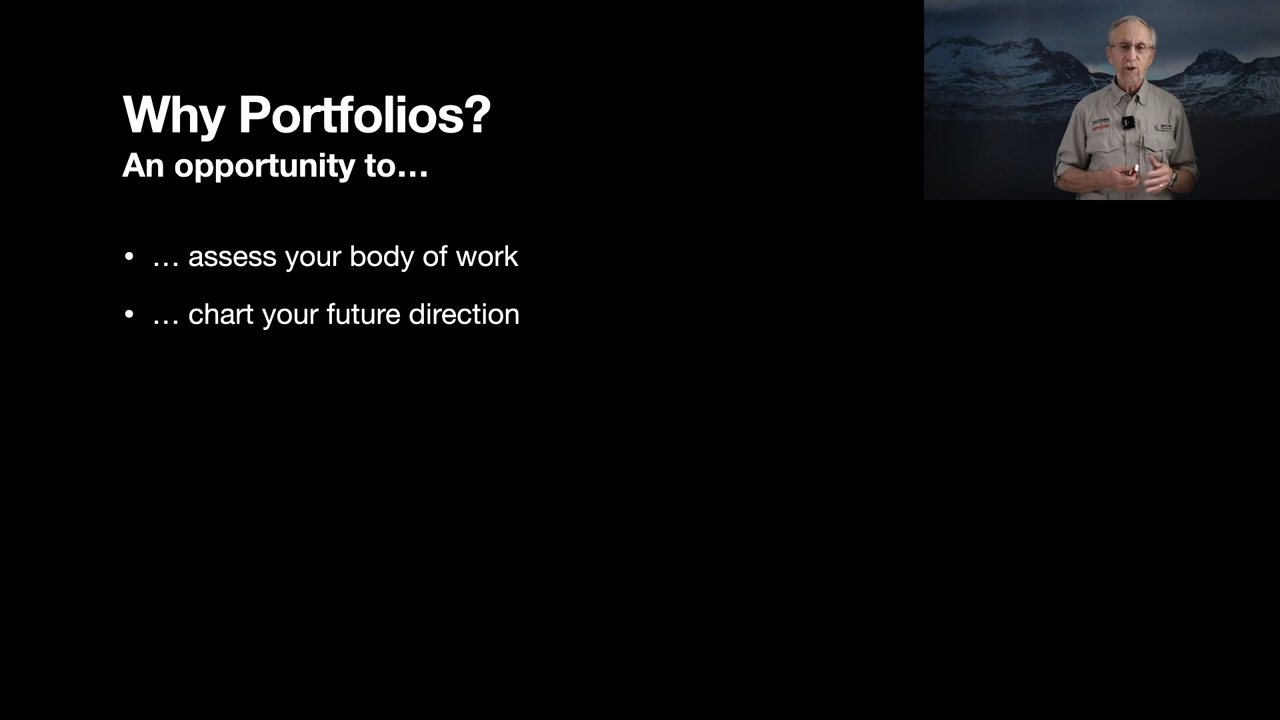 Why Portfolios?
An opportunity to…
• … assess your body of work
• … chart your future direction